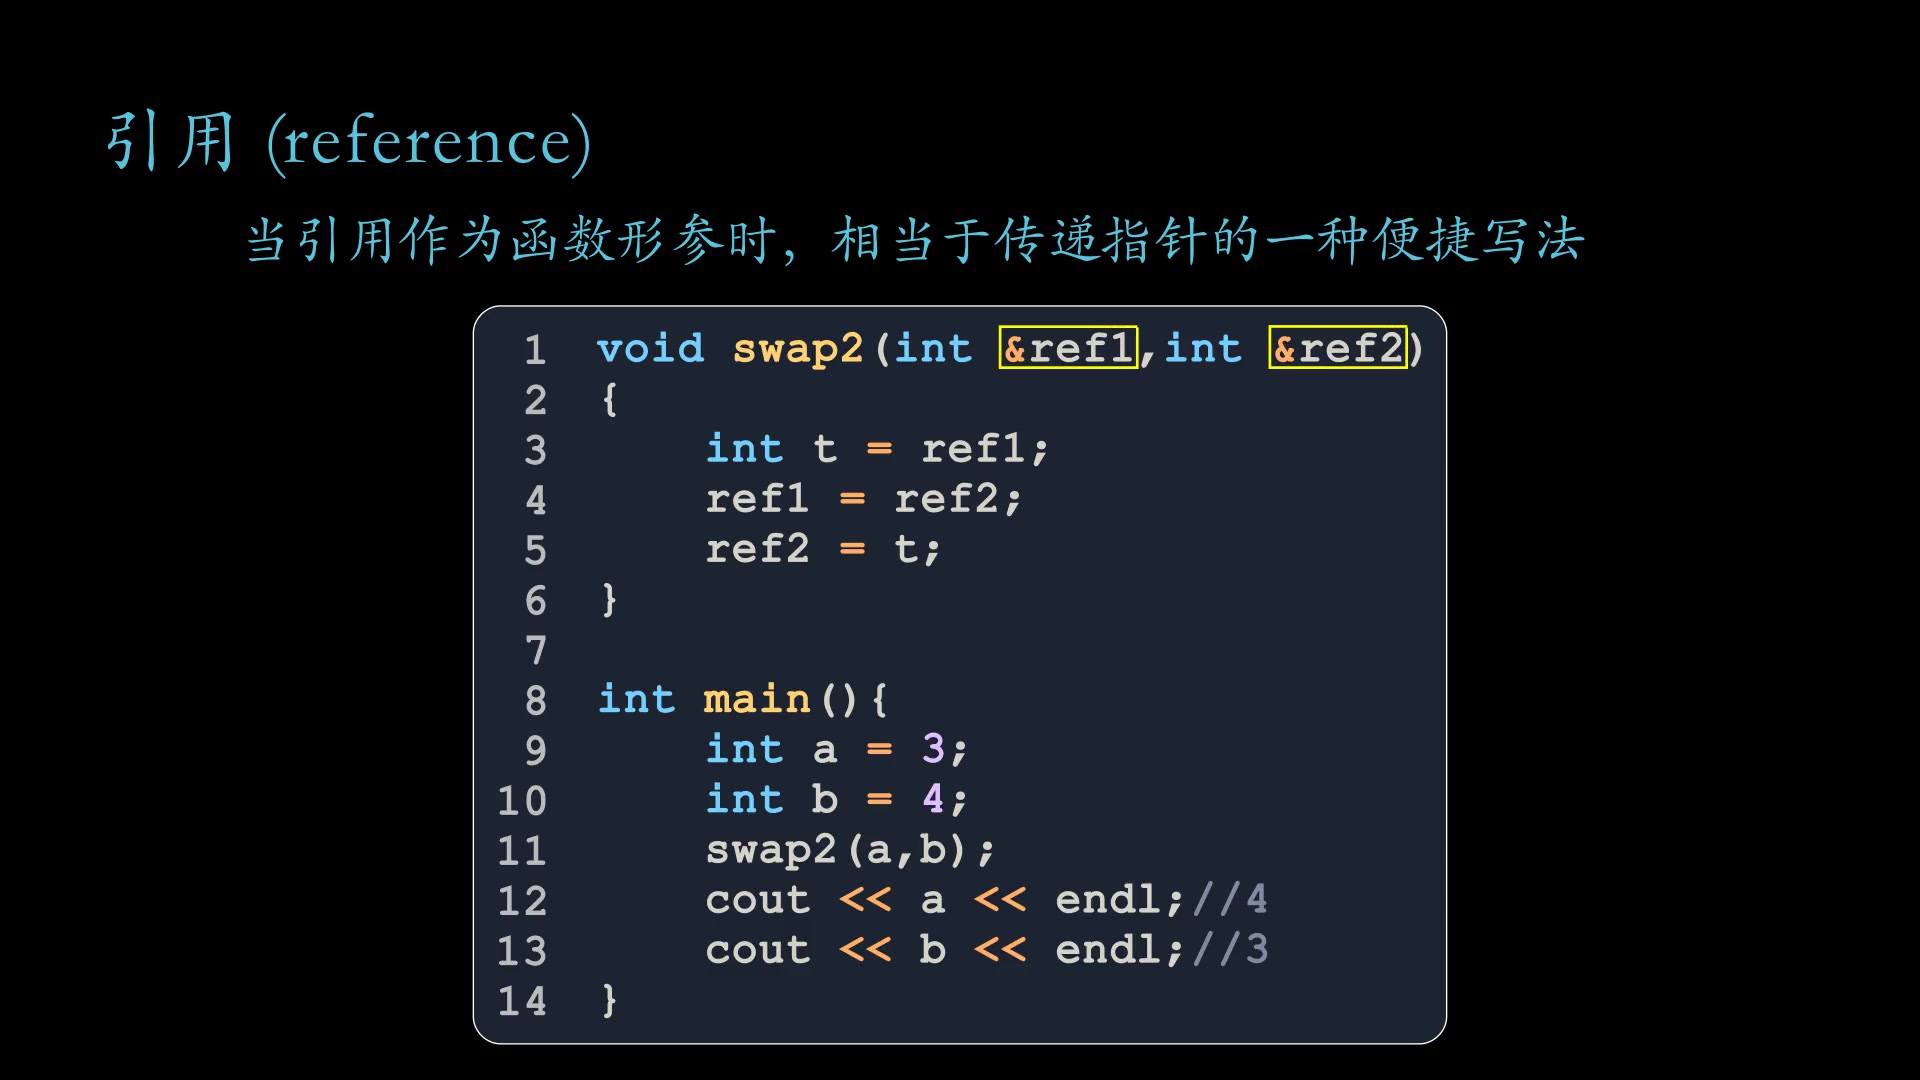 引用 (reference)
当引用作为函数形参时，相当于传递指针的一种便捷写法
1 void swap2(int &ref1,int &ref2)
2 {
3     int t = ref1;
4     ref1 = ref2;
5     ref2 = t;
6 }
7
8 int main(){
9     int a = 3;
10     int b = 4;
11     swap2(a,b);
12     cout << a << endl;//4
13     cout << b << endl;//3
14 }